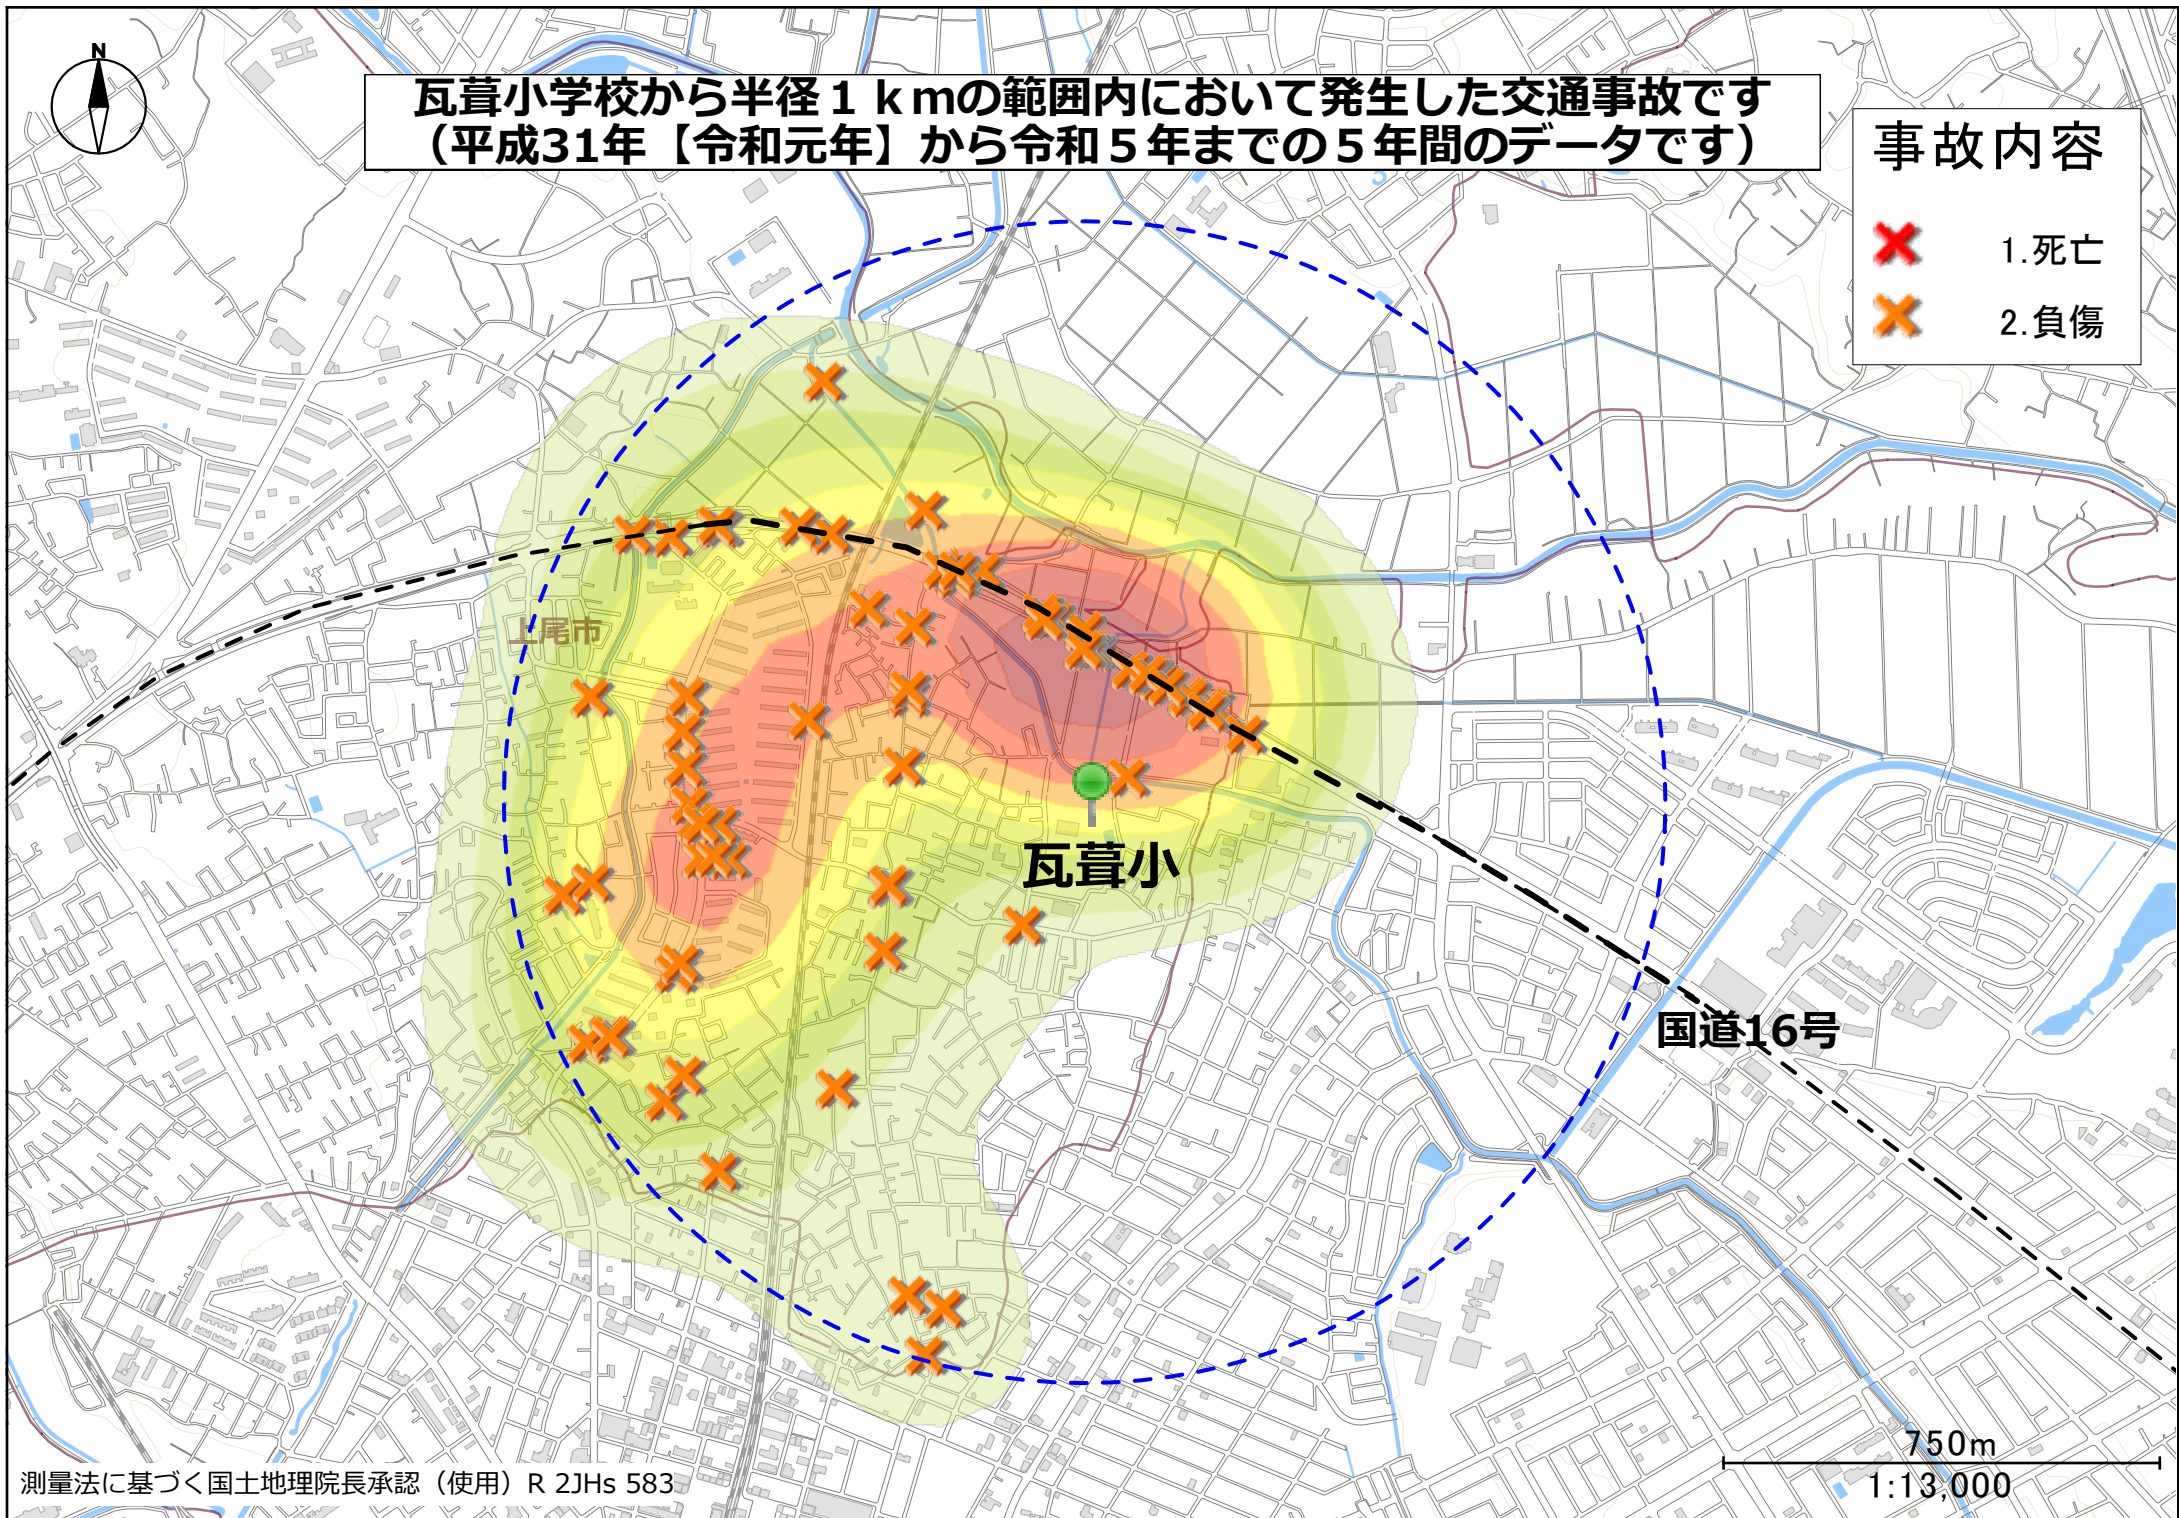 N
瓦葺小学校から半径１ｋｍの範囲内において発生した交通事故です
（平成31年【令和元年】から令和５年までの５年間のデータです）
事故内容
1.死亡
2.負傷
上尾市
瓦葺小
国道16号
750m
1:13,000
測量法に基づく国土地理院長承認（使用）R 2JHs 583